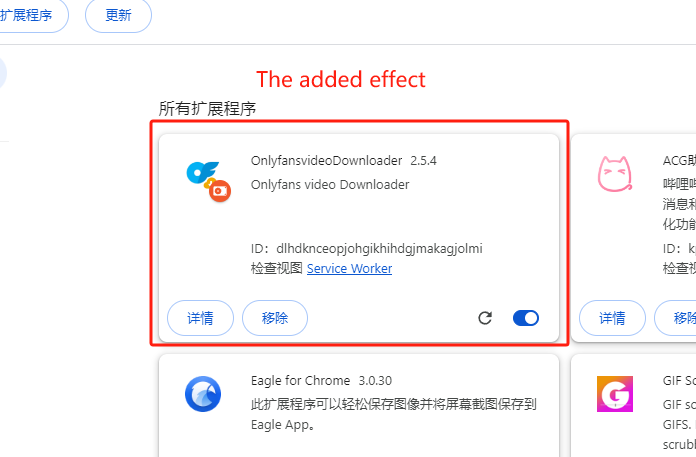 扩展程序
更新
The added effect
所有扩展程序
OnlyfansvideoDownloader 2.5.4
Onlyfans video Downloader
ID: dlhdknceopjohgikhihdgjmakagjolmi
检查视图 Service Worker
详情
移除
ACG助
哔哩哔
消息和
化功能
ID: k
详情
移除
Eagle for Chrome 3.0.30
此扩展程序可以轻松保存图像并将屏幕截图保存到
Eagle App。
GIF Sc
GIF sc
GIFS.
scrubb